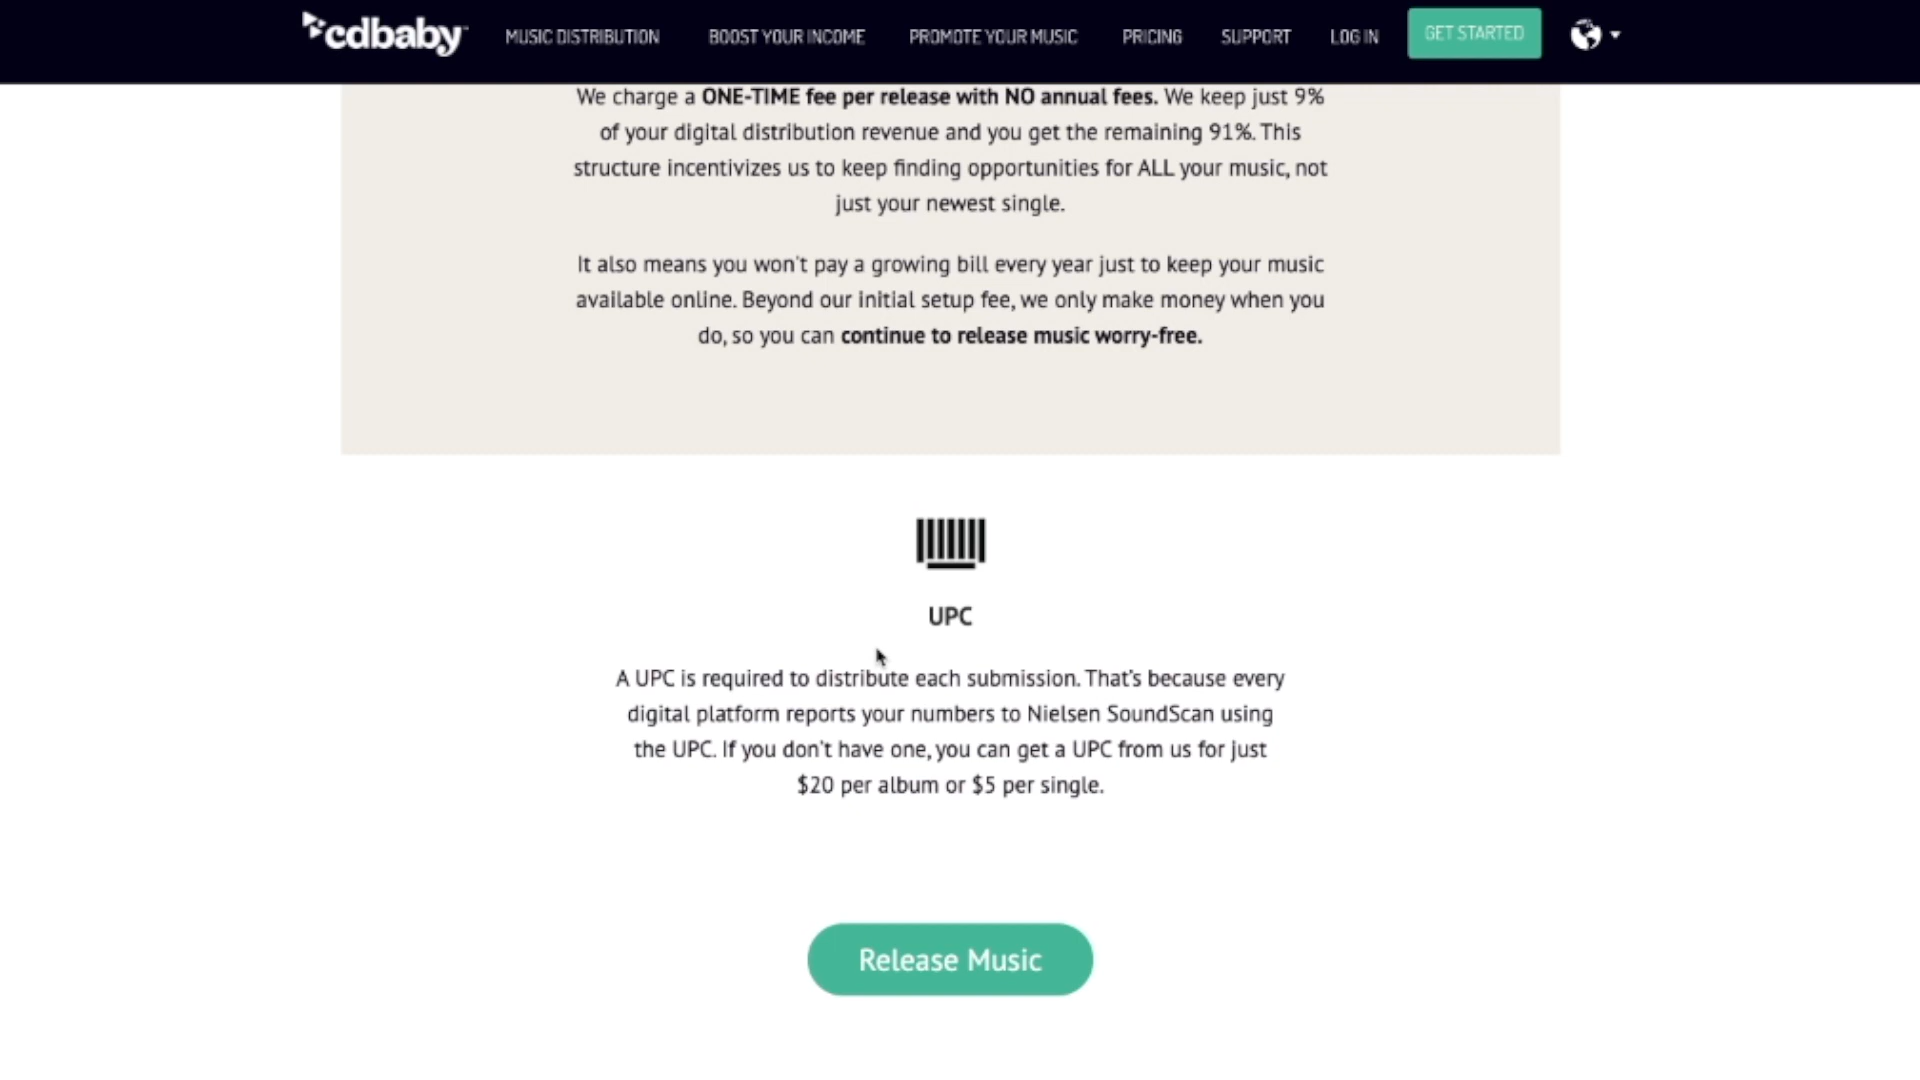 cdbaby
MUSIC DISTRIBUTION
BOOST YOUR INCOME
PROMOTE YOUR MUSIC
PRICING
SUPPORT
LOG IN
GET STARTED
We charge a ONE-TIME fee per release with NO annual fees. We keep just 9%
of your digital distribution revenue and you get the remaining 91%. This
structure incentivizes us to keep finding opportunities for ALL your music, not
just your newest single.
It also means you won't pay a growing bill every year just to keep your music
available online. Beyond our initial setup fee, we only make money when you
do, so you can continue to release music worry-free.
UPC
A UPC is required to distribute each submission. That's because every
digital platform reports your numbers to Nielsen SoundScan using
the UPC. If you don't have one, you can get a UPC from us for just
$20 per album or $5 per single.
Release Music